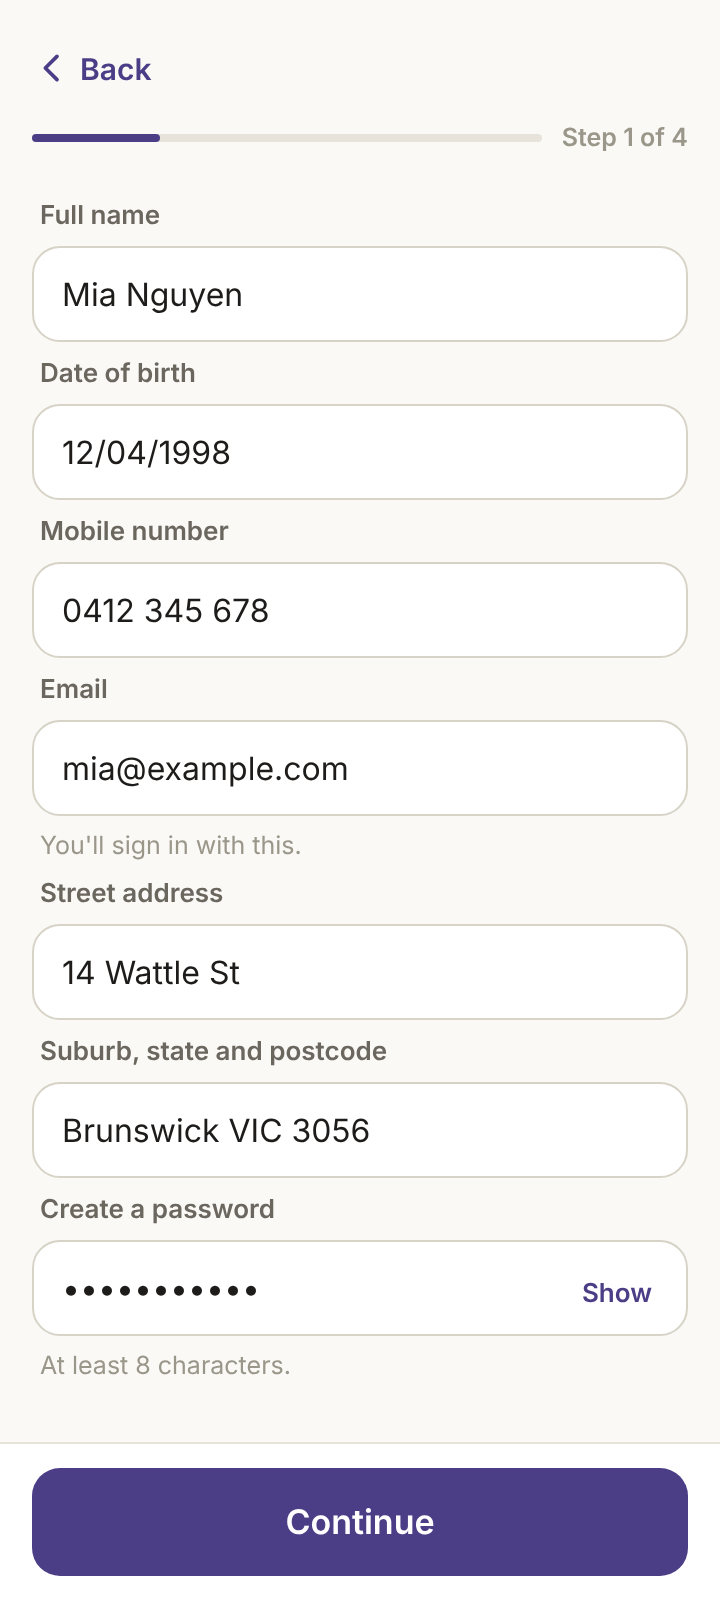 Back
Step 1 of 4
Full name
Mia Nguyen
Date of birth
12/04/1998
Mobile number
0412 345 678
Email
mia@example.com
You'll sign in with this.
Street address
14 Wattle St
Suburb, state and postcode
Brunswick VIC 3056
Create a password
••••••••••• Show
At least 8 characters.
Continue